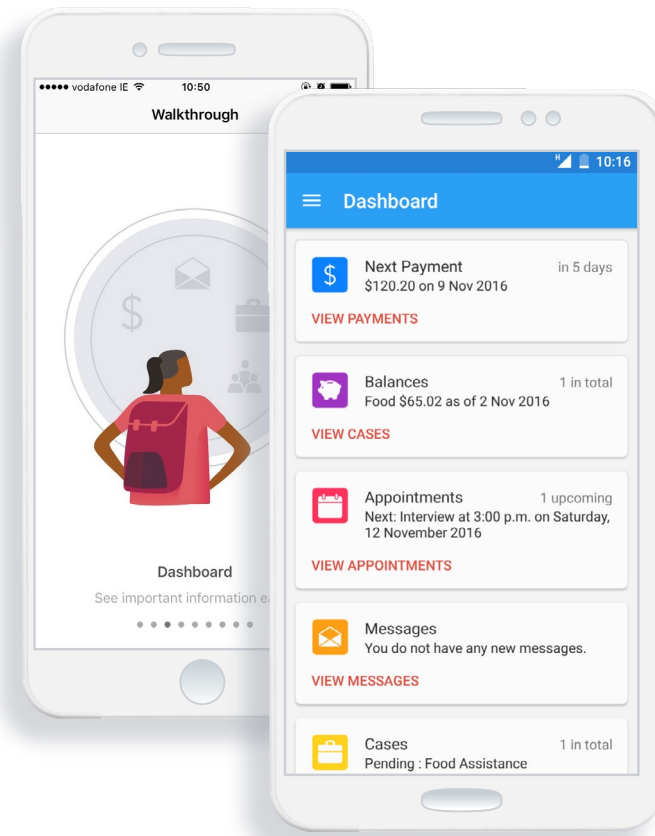 vodafone IE 10:50
Walkthrough
Dashboard
See important information
H 10:16
Dashboard
Next Payment in 5 days
$120.20 on 9 Nov 2016
VIEW PAYMENTS
Balances 1 in total
Food $65.02 as of 2 Nov 2016
VIEW CASES
Appointments 1 upcoming
Next: Interview at 3:00 p.m. on Saturday,
12 November 2016
VIEW APPOINTMENTS
Messages
You do not have any new messages.
VIEW MESSAGES
Cases 1 in total
Pending : Food Assistance